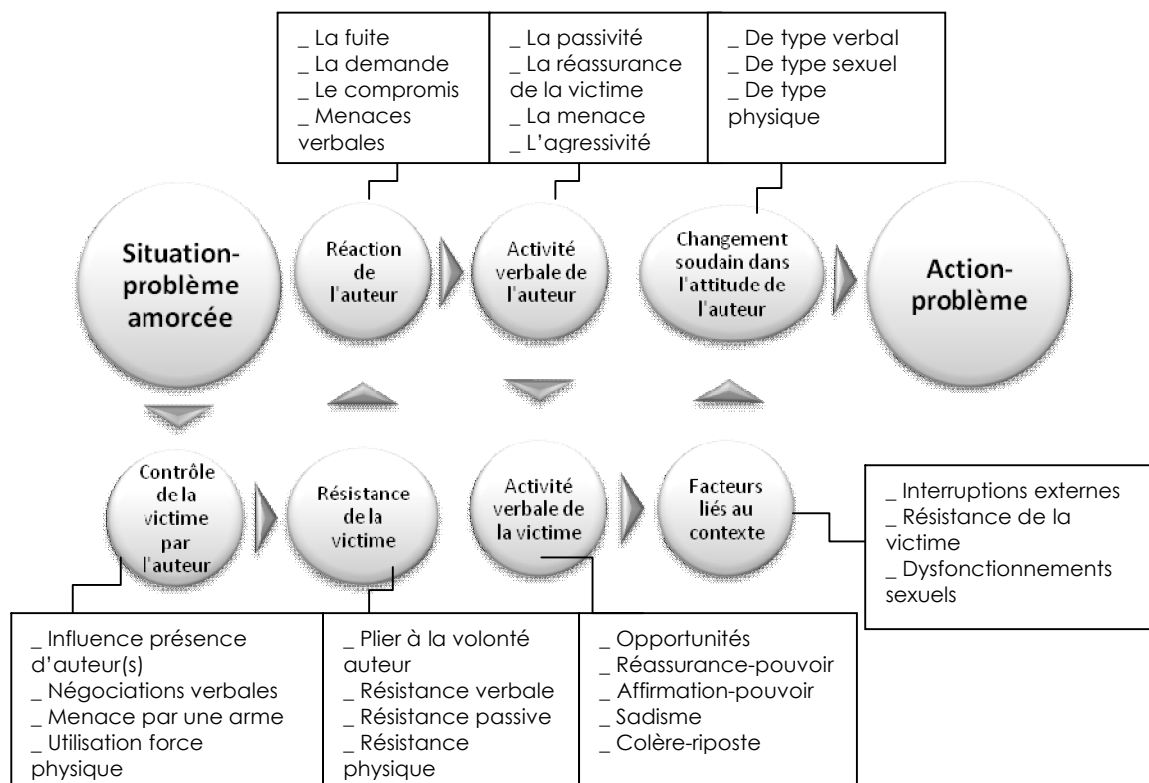 _ La fuite
_ La demande
_ Le compromis
_ Menaces
verbales
_ La passivité
_ La réassurance
de la victime
_ La menace
_ L'agressivité
_ De type verbal
_ De type sexuel
_ De type
physique
Situation-
problème
amorcée
Réaction
de
l'auteur
Activité
verbale de
l'auteur
Changement
soudain dans
l'attitude de
l'auteur
Action-
problème
Contrôle
de la
victime
par
l'auteur
Résistance
de la
victime
Activité
verbale de
la victime
Facteurs
liés au
contexte
_ Interruptions externes
_ Résistance de la
victime
_ Dysfonctionnements
sexuels
_ Influence présence
d'auteur(s)
_ Négociations verbales
_ Menace par une arme
_ Utilisation force
physique
_ Plier à la volonté
auteur
_ Résistance verbale
_ Résistance passive
_ Résistance
physique
_ Opportunités
_ Réassurance-pouvoir
_ Affirmation-pouvoir
_ Sadisme
_ Colère-riposte